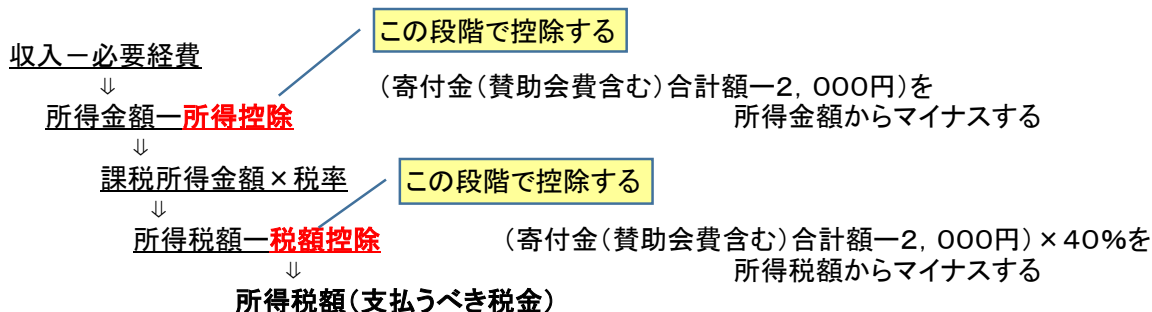 この段階で控除する
収入－必要経費
⇓
(寄付金(賛助会費含む)合計額―2，000円)を
所得金額―所得控除
所得金額からマイナスする
⇓
課税所得金額×税率
この段階で控除する
⇓
所得税額―税額控除
(寄付金(賛助会費含む)合計額―2，000円)×40%を
所得税額からマイナスする
⇓
所得税額(支払うべき税金)